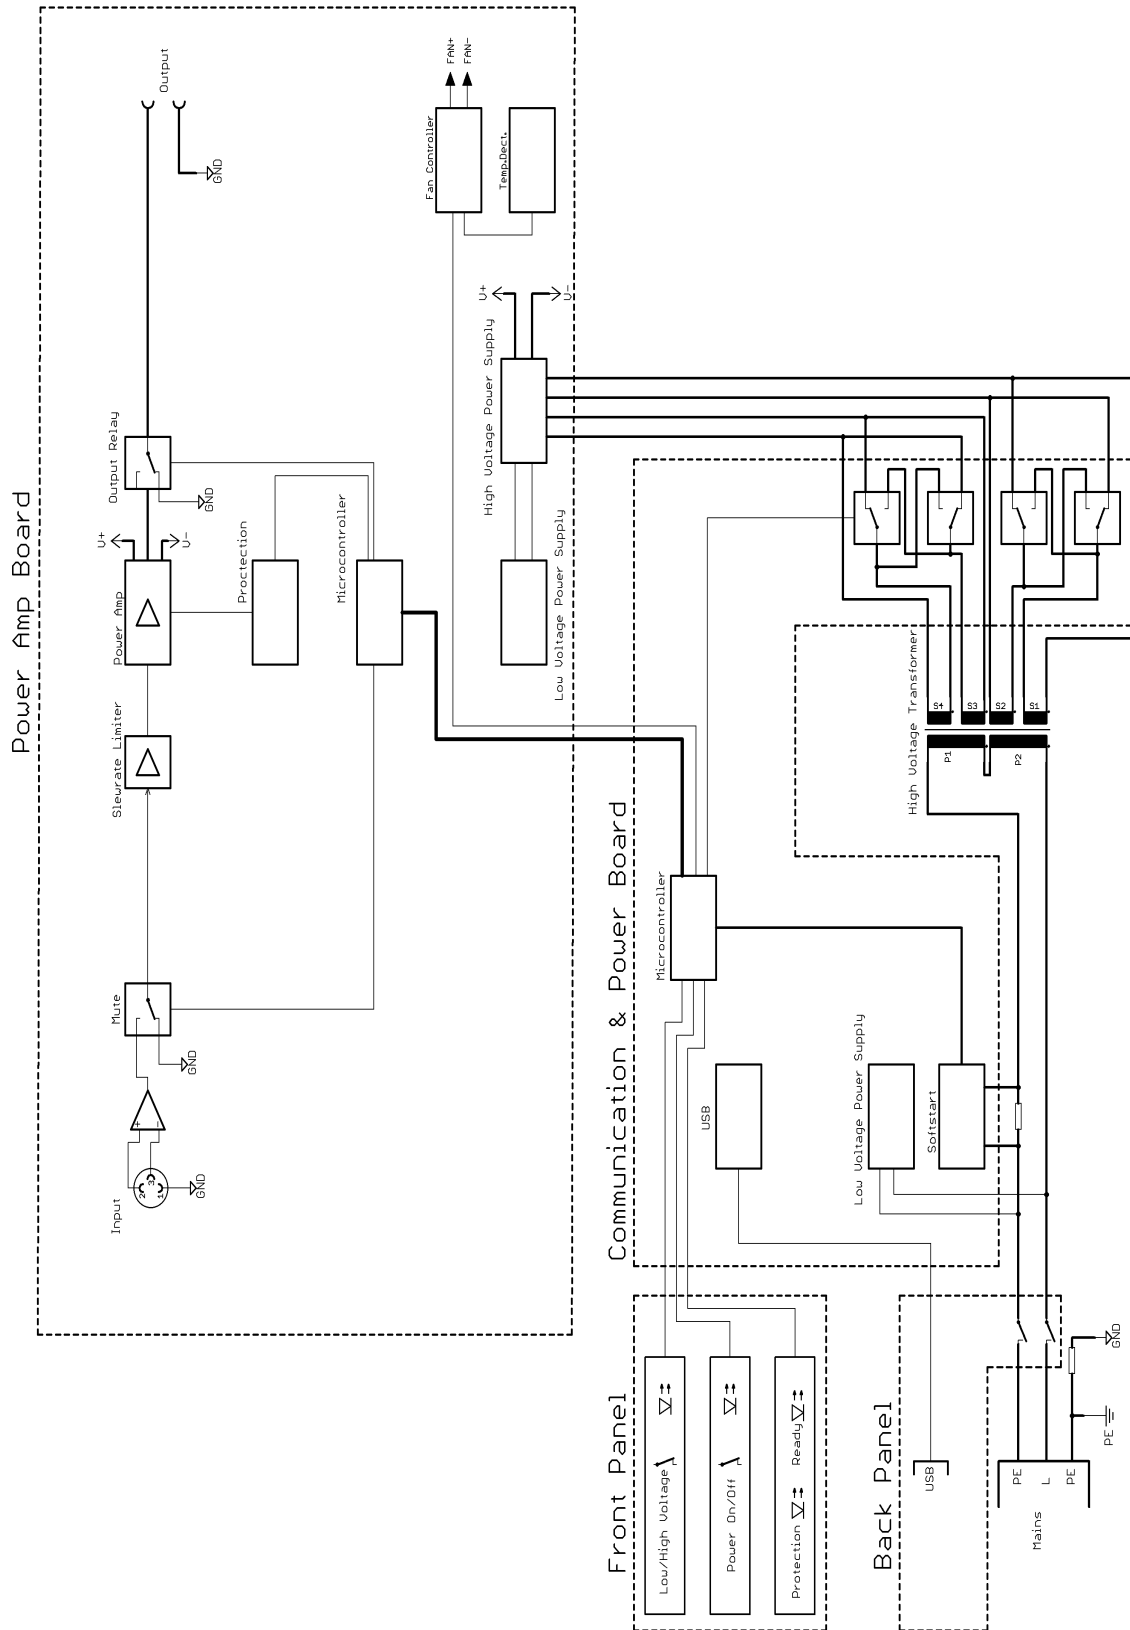 Power Amp Board
Input
2
3
1
GND
+
-
Mute
GND
Slewrate Limiter
Power Amp
V+
V-
Output Relay
GND
Output
GND
Proctection
Microcontroller
Fan Controller
FAN+
FAN-
Temp.Dect.
High Voltage Power Supply
V+
V-
Low Voltage Power Supply
Communication & Power Board
Microcontroller
USB
Low Voltage Power Supply
Softstart
High Voltage Transformer
S4
S3
S2
S1
P1
P2
Front Panel
Low/High Voltage
Power On/Off
Protection
Ready
Back Panel
USB
Mains
PE
L
PE
PE
GND